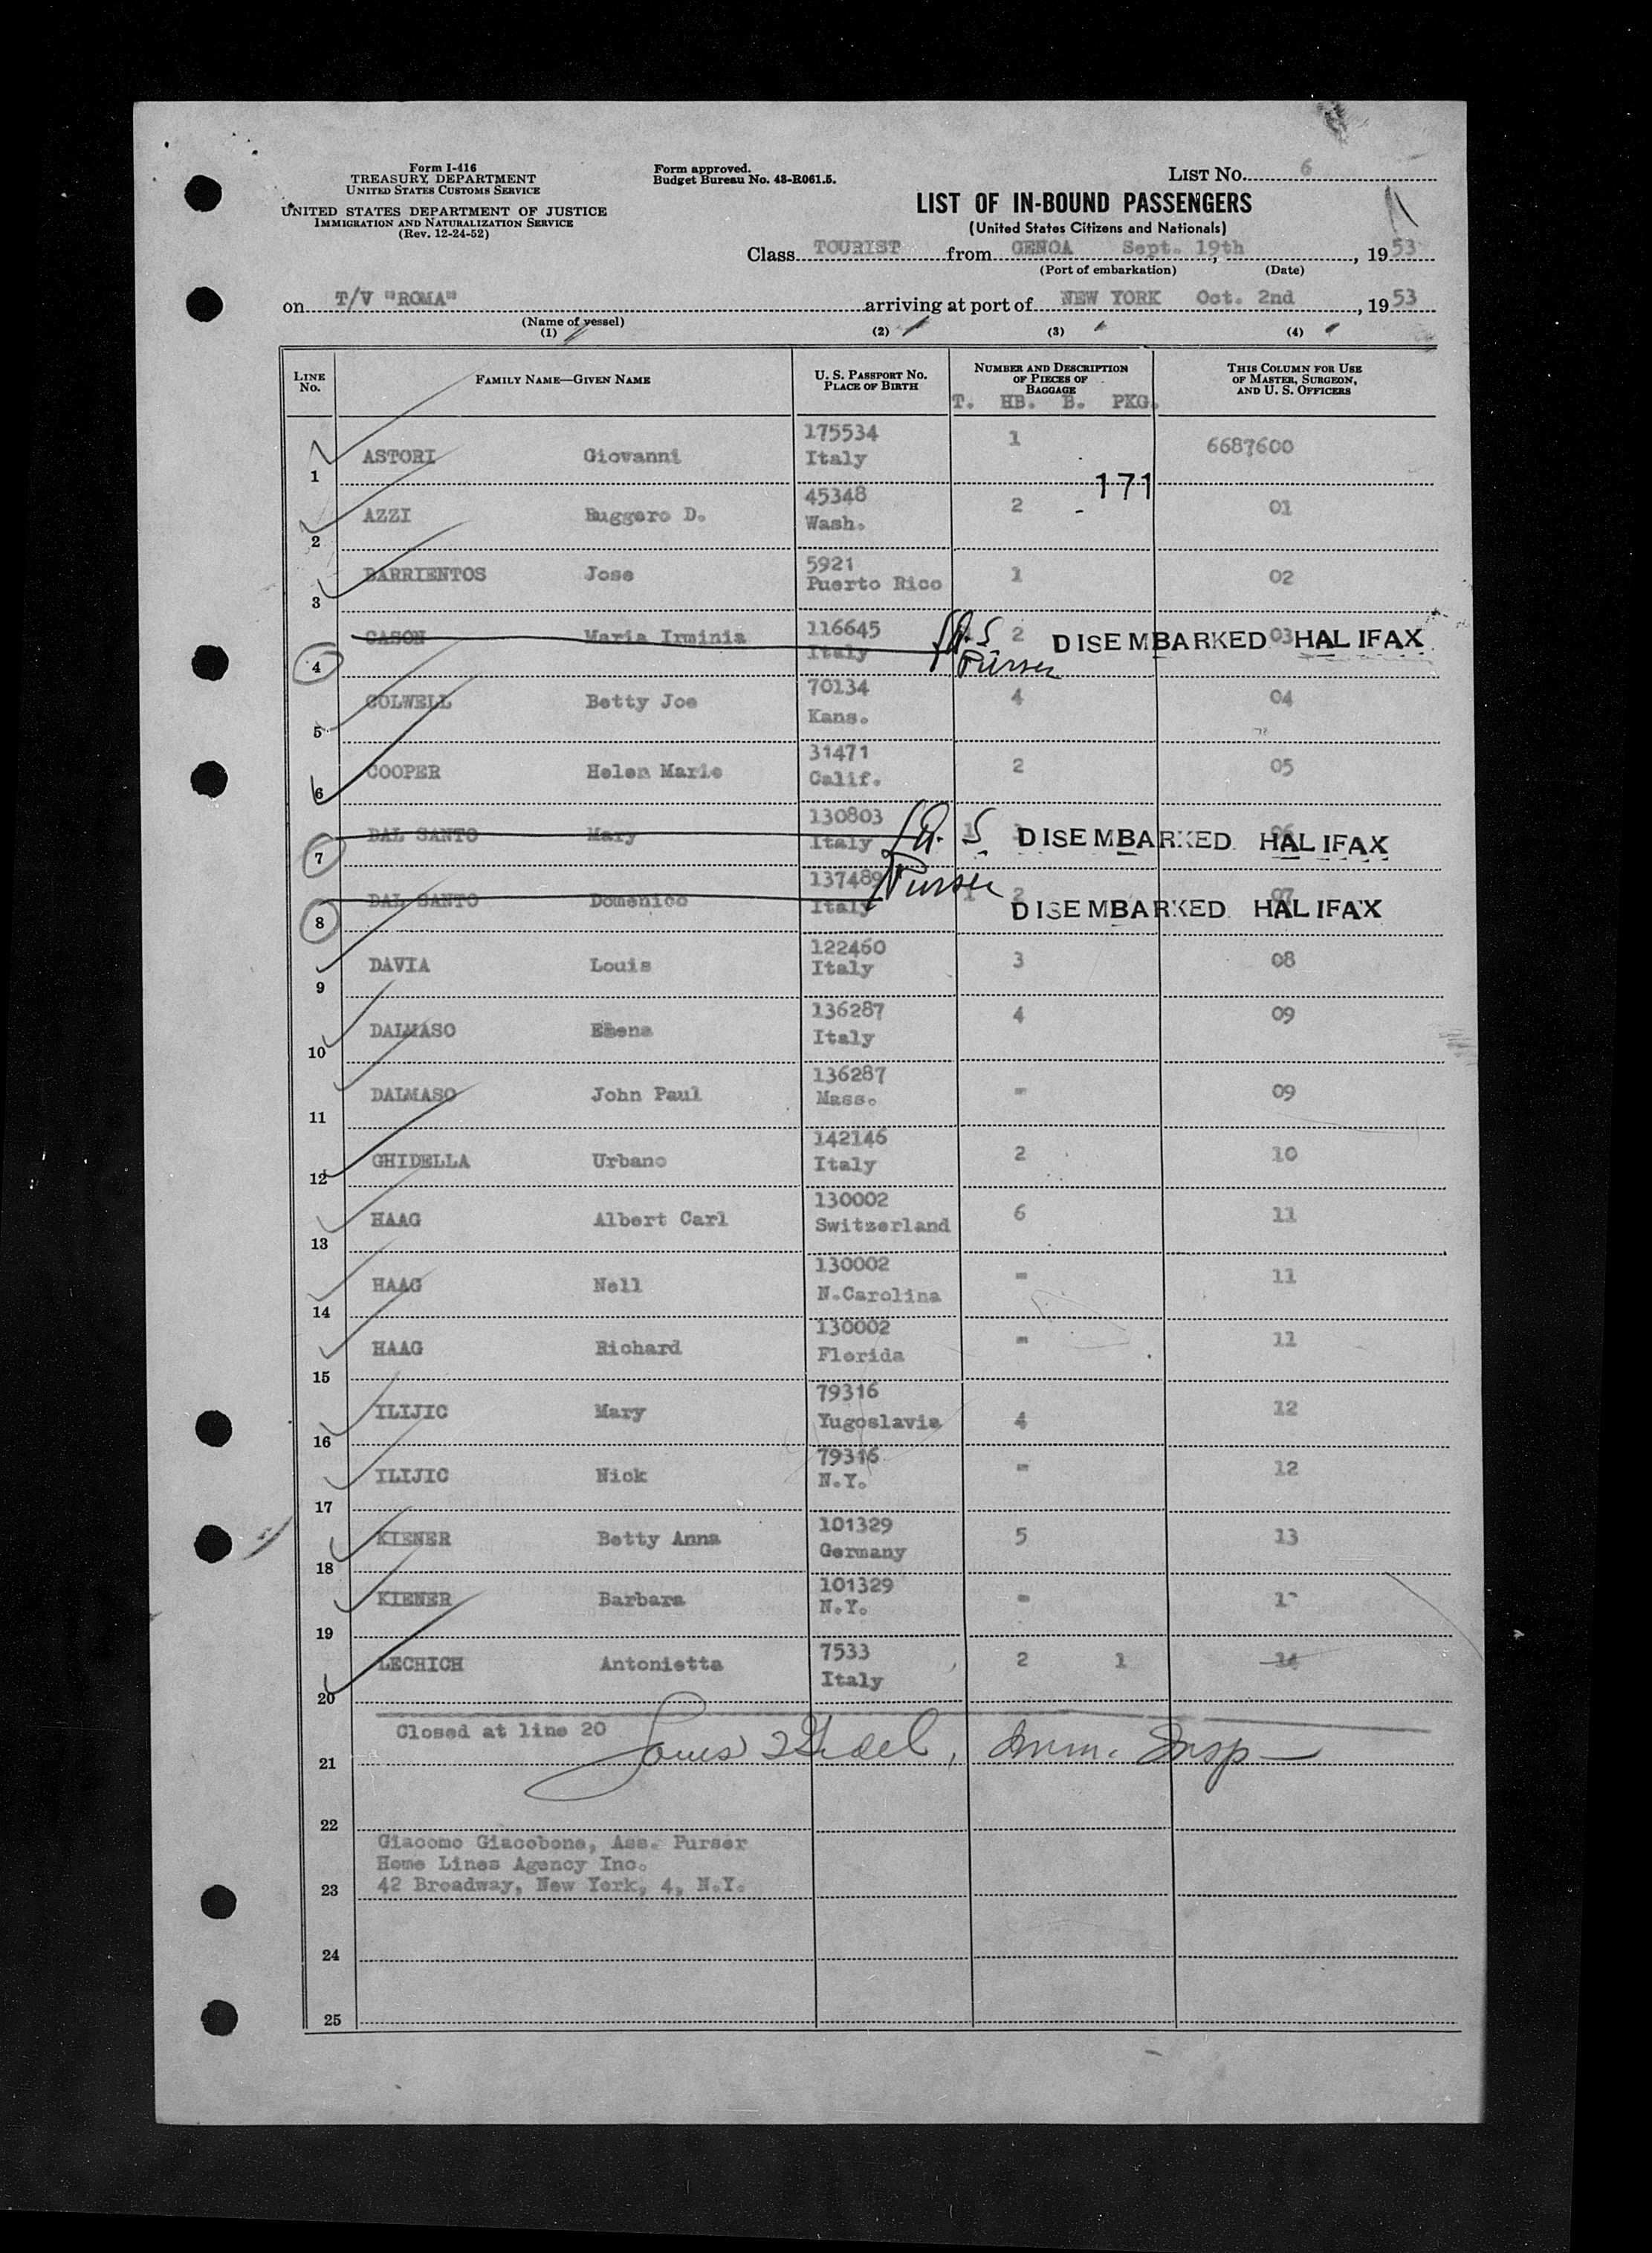 Form I-416
TREASURY DEPARTMENT
UNITED STATES CUSTOMS SERVICE
UNITED STATES DEPARTMENT OF JUSTICE
IMMIGRATION AND NATURALIZATION SERVICE
(Rev. 12-24-52)
Form approved.
Budget Bureau No. 43-R061.5.
LIST No. 6
LIST OF IN-BOUND PASSENGERS
(United States Citizens and Nationals)
Class TOURIST from GENOA Sept. 19th, 1953
(Port of embarkation) (Date)
on T/V "ROMA" arriving at port of NEW YORK Oct. 2nd, 1953
(Name of vessel)
(1) (2) (3) (4)
LINE No. FAMILY NAME—GIVEN NAME U. S. PASSPORT No. PLACE OF BIRTH NUMBER AND DESCRIPTION OF PIECES OF BAGGAGE THIS COLUMN FOR USE OF MASTER, SURGEON, AND U. S. OFFICERS
T. HB. B. PKG.
1 ASTORI Giovanni 175534 Italy 1 6687600
171
2 AZZI Ruggero D. 45348 Wash. 2 01
3 BARRIENTOS Jose 5921 Puerto Rico 1 02
4 CASON Maria Irminia 116645 Italy 2 03 Purser DISEMBARKED HALIFAX
5 COLWELL Betty Joe 70134 Kans. 4 04
6 COOPER Helen Marie 31471 Calif. 2 05
7 DAL SANTO Mary 130803 Italy 1 06 DISEMBARKED HALIFAX
8 DAL SANTO Domenico 137489 Italy 1 2 07 Purser DISEMBARKED HALIFAX
9 DAVIA Louis 122460 Italy 3 08
10 DALMASO 136287 Italy 4 09
11 DALMASO John Paul 136287 Mass. - 09
12 GHIDELLA Urbano 142146 Italy 2 10
13 HAAG Albert Carl 130002 Switzerland 6 11
14 HAAG Nell 130002 N.Carolina - 11
15 HAAG Richard 130002 Florida - 11
16 ILIJIC Mary 79316 Yugoslavia 4 12
17 ILIJIC Nick 79316 N.Y. - 12
18 KIENER Betty Anna 101329 Germany 5 13
19 KIENER Barbara 101329 N.Y. -
20 LECHICH Antonietta 7533 Italy 2 1 14
Closed at line 20
21 Imm. Insp
22
Giacomo Giacobone, Ass. Purser
Home Lines Agency Inc.
23 42 Broadway, New York, 4, N.Y.
24
25